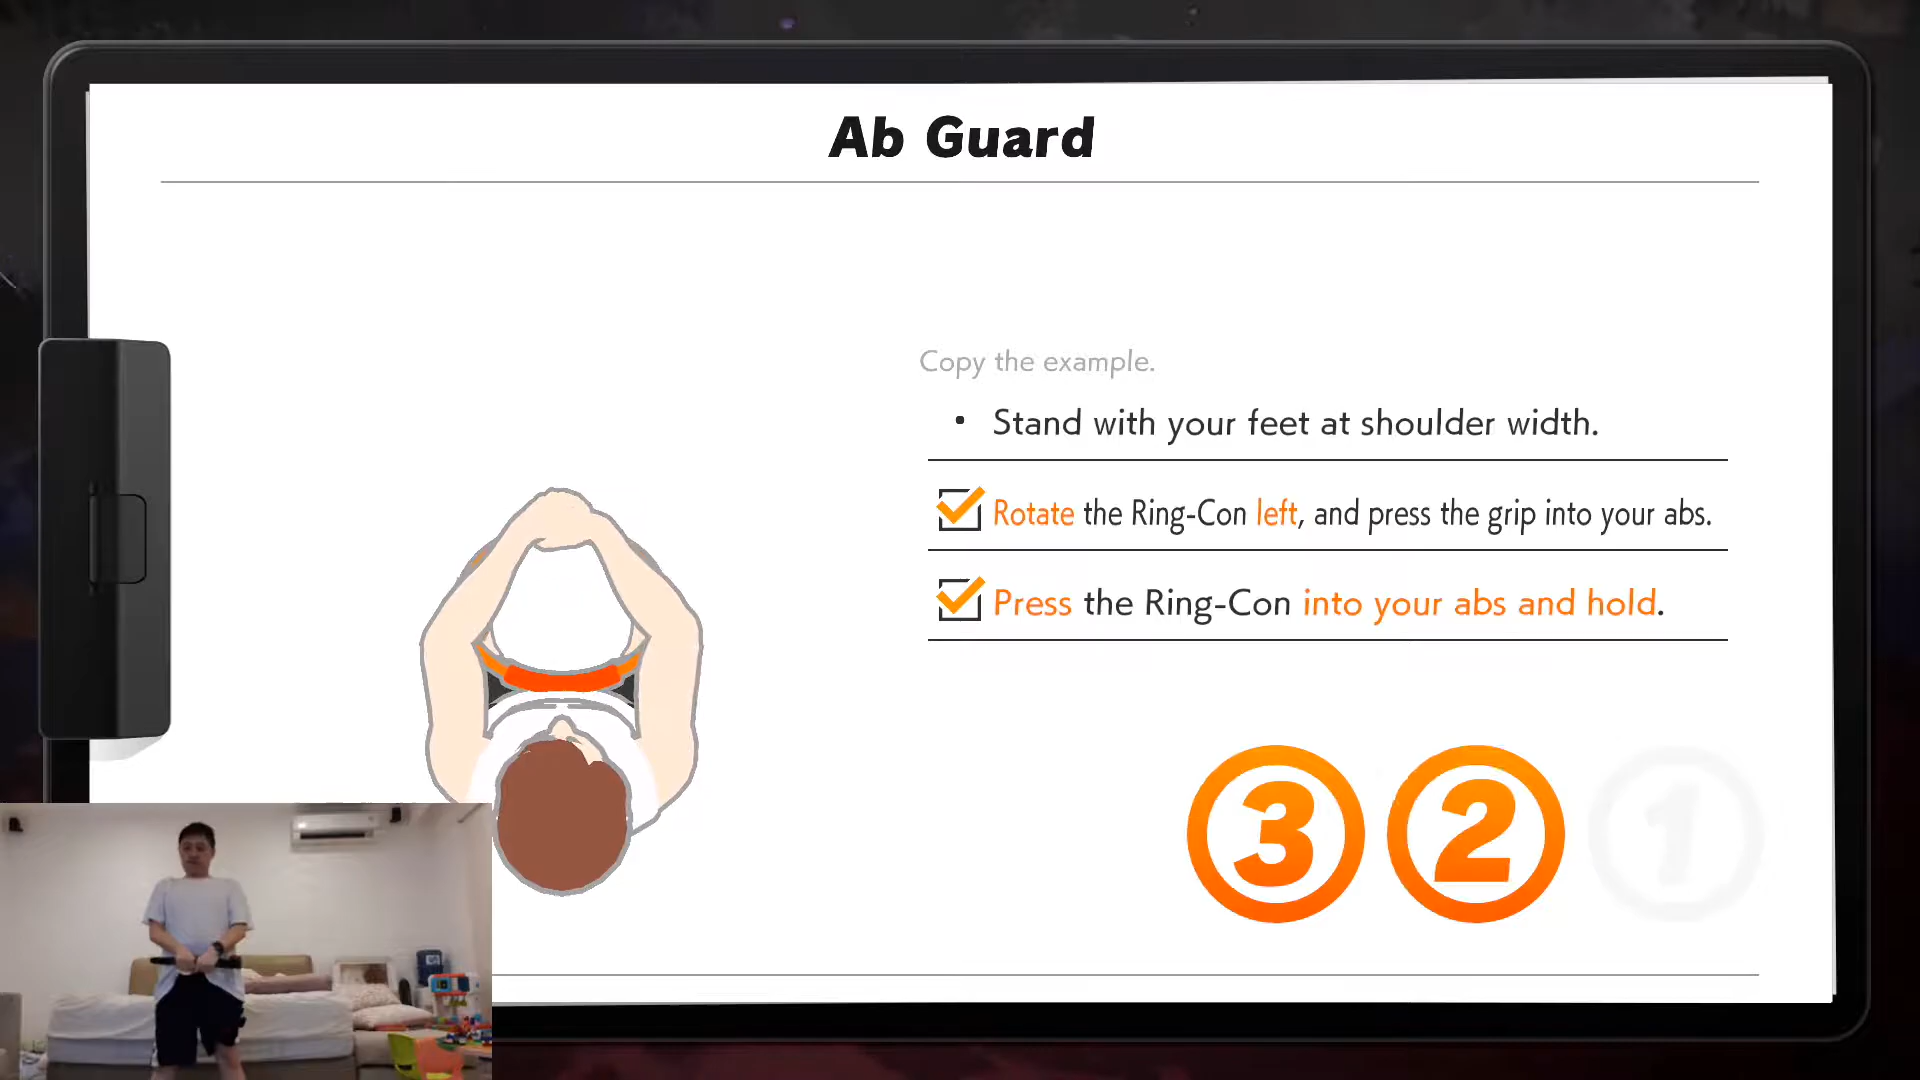 Ab Guard
Copy the example.
• Stand with your feet at shoulder width.
Rotate the Ring-Con left, and press the grip into your abs.
Press the Ring-Con into your abs and hold.
3 2 1